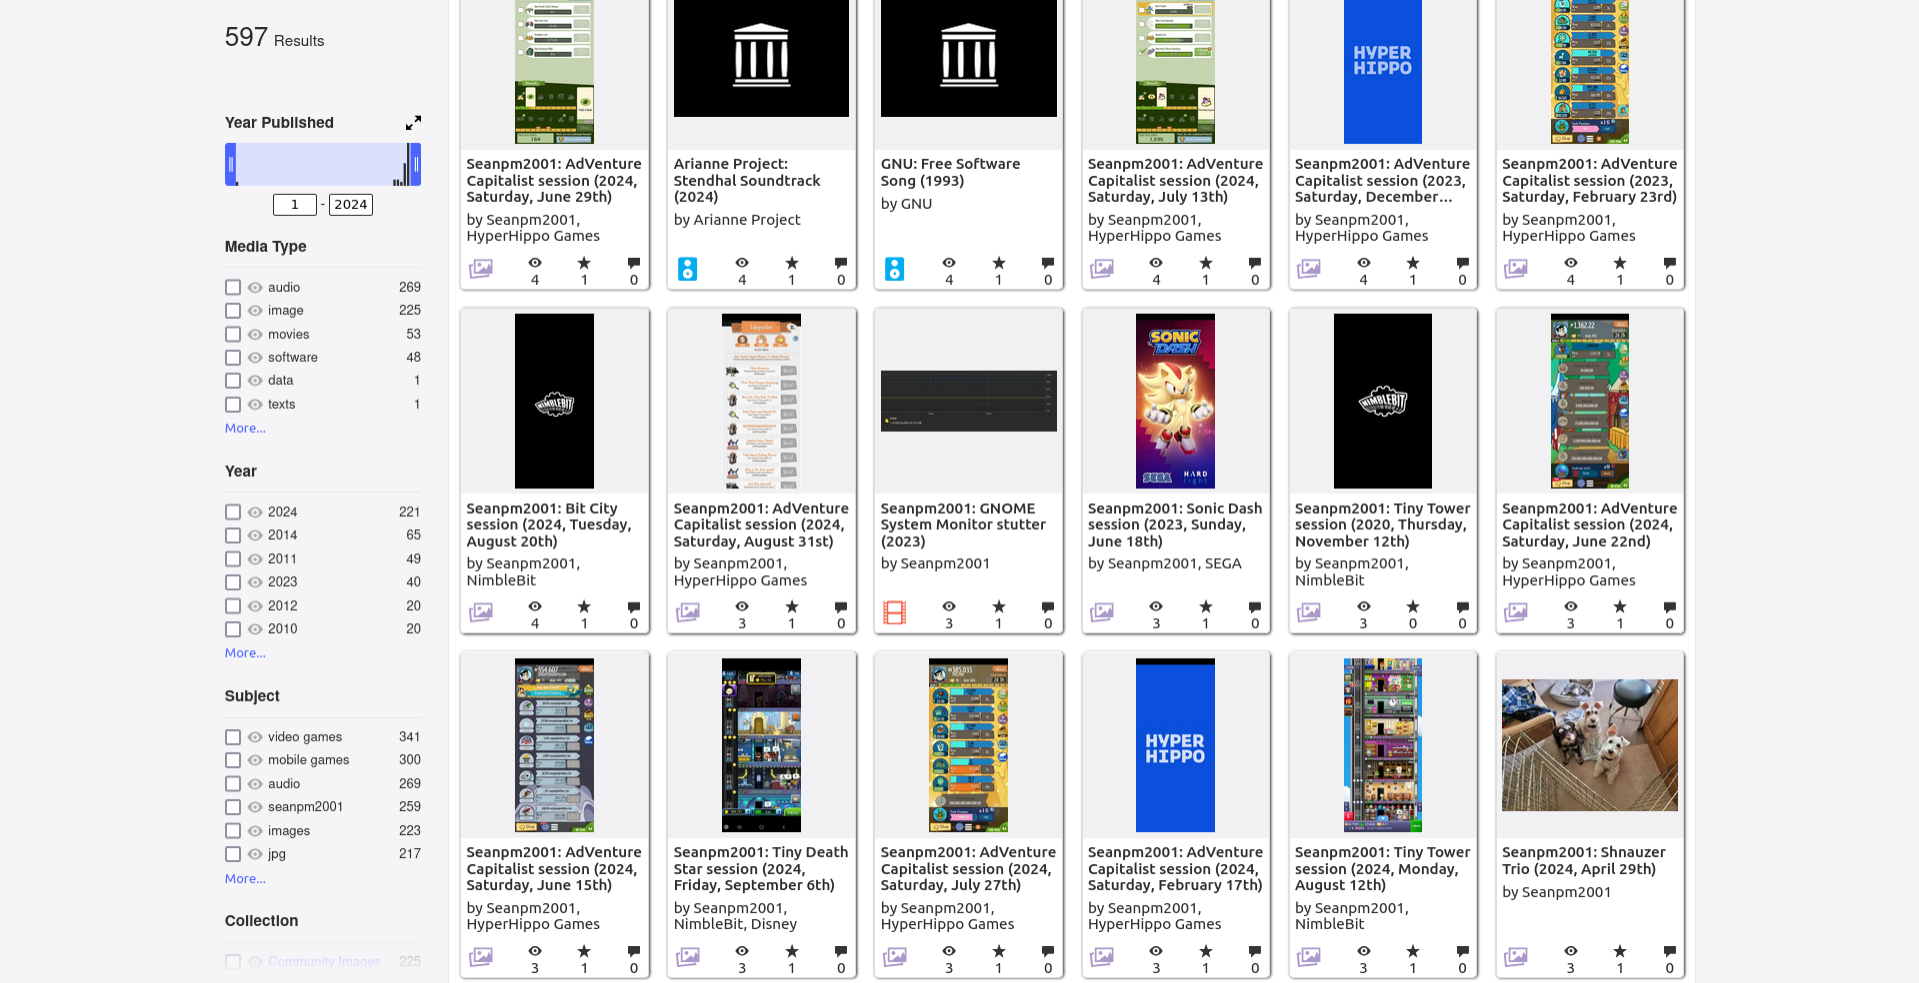 597 Results
Year Published
1 - 2024
Media Type
audio 269
image 225
movies 53
software 48
data 1
texts 1
More...
Year
2024 221
2014 65
2011 49
2023 40
2012 20
2010 20
More...
Subject
video games 341
mobile games 300
audio 269
seanpm2001 259
images 223
jpg 217
More...
Collection
Community Images 225
Seanpm2001: AdVenture
Capitalist session (2024,
Saturday, June 29th)
by Seanpm2001,
HyperHippo Games
4 1 0
Arianne Project:
Stendhal Soundtrack
(2024)
by Arianne Project
4 1 0
GNU: Free Software
Song (1993)
by GNU
4 1 0
Seanpm2001: AdVenture
Capitalist session (2024,
Saturday, July 13th)
by Seanpm2001,
HyperHippo Games
4 1 0
HYPER
HIPPO
Seanpm2001: AdVenture
Capitalist session (2023,
Saturday, December...
by Seanpm2001,
HyperHippo Games
4 1 0
Seanpm2001: AdVenture
Capitalist session (2023,
Saturday, February 23rd)
by Seanpm2001,
HyperHippo Games
4 1 0
NIMBLEBIT
Seanpm2001: Bit City
session (2024, Tuesday,
August 20th)
by Seanpm2001,
NimbleBit
4 1 0
Upgrades
Seanpm2001: AdVenture
Capitalist session (2024,
Saturday, August 31st)
by Seanpm2001,
HyperHippo Games
3 1 0
Seanpm2001: GNOME
System Monitor stutter
(2023)
by Seanpm2001
3 1 0
SONIC
DASH
SEGA
HARD
light
Seanpm2001: Sonic Dash
session (2023, Sunday,
June 18th)
by Seanpm2001, SEGA
3 1 0
NIMBLEBIT
Seanpm2001: Tiny Tower
session (2020, Thursday,
November 12th)
by Seanpm2001,
NimbleBit
3 0 0
1,162.22
Seanpm2001: AdVenture
Capitalist session (2024,
Saturday, June 22nd)
by Seanpm2001,
HyperHippo Games
3 1 0
554.607
Seanpm2001: AdVenture
Capitalist session (2024,
Saturday, June 15th)
by Seanpm2001,
HyperHippo Games
3 1 0
Seanpm2001: Tiny Death
Star session (2024,
Friday, September 6th)
by Seanpm2001,
NimbleBit, Disney
3 1 0
385.035
Seanpm2001: AdVenture
Capitalist session (2024,
Saturday, July 27th)
by Seanpm2001,
HyperHippo Games
3 1 0
HYPER
HIPPO
Seanpm2001: AdVenture
Capitalist session (2024,
Saturday, February 17th)
by Seanpm2001,
HyperHippo Games
3 1 0
Seanpm2001: Tiny Tower
session (2024, Monday,
August 12th)
by Seanpm2001,
NimbleBit
3 1 0
Seanpm2001: Shnauzer
Trio (2024, April 29th)
by Seanpm2001
3 1 0